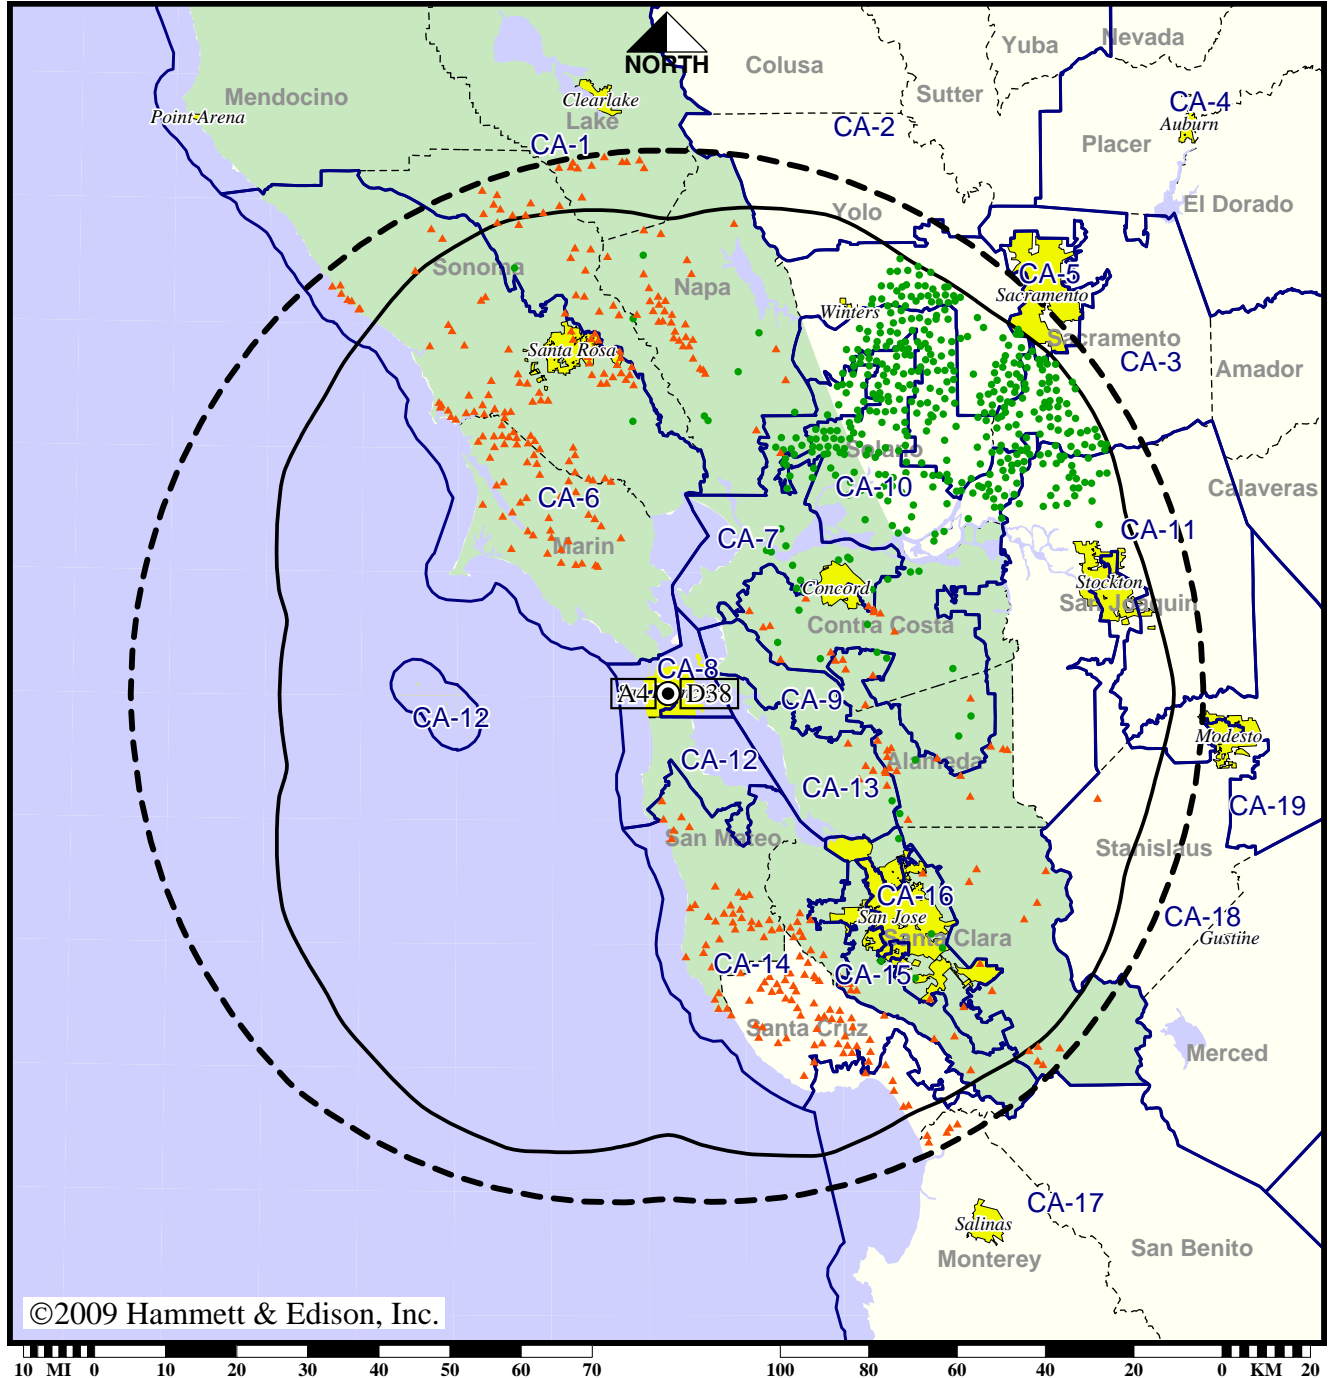 Nevada
Yuba
NORTH
Colusa
Sutter
Mendocino
Clearlake
Lake
Point Arena
CA-4
Auburn
CA-2
Placer
CA-1
El Dorado
Yolo
Sonoma
CA-5
Napa
Sacramento
Winters
Sacramento
Santa Rosa
CA-3
Amador
Solano
CA-10
Calaveras
CA-6
CA-11
CA-7
Marin
Concord
Stockton
San Joaquin
Contra Costa
CA-8
A4
D38
CA-9
CA-12
Modesto
CA-12
Alameda
CA-13
CA-19
San Mateo
Stanislaus
CA-16
San Jose
CA-18
Santa Clara
Gustine
CA-14
CA-15
Santa Cruz
Merced
CA-17
Salinas
San Benito
Monterey
©2009 Hammett & Edison, Inc.
10 MI 0 10 20 30 40 50 60 70 100 80 60 40 20 0 KM 20